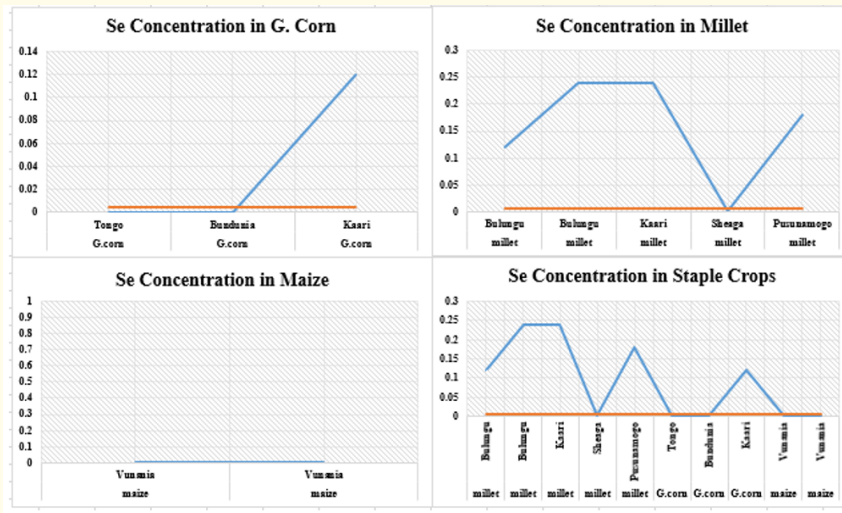 Se Concentration in G. Corn
0.14
0.12
0.1
0.08
0.06
0.04
0.02
0
Tongo Bundunia Kaari
G.corn G.corn G.corn
Se Concentration in Millet
0.3
0.25
0.2
0.15
0.1
0.05
0
Bulungu Bulungu Kaari Sheaga Pusunamogo
millet millet millet millet millet
Se Concentration in Maize
1
0.9
0.8
0.7
0.6
0.5
0.4
0.3
0.2
0.1
0
Vunania Vunania
maize maize
Se Concentration in Staple Crops
0.3
0.25
0.2
0.15
0.1
0.05
0
Bulungu Bulungu Kaari Sheaga Pusunamogo Tongo Bundunia Kaari Vunania Vunania
millet millet millet millet millet G.corn G.corn G.corn maize maize